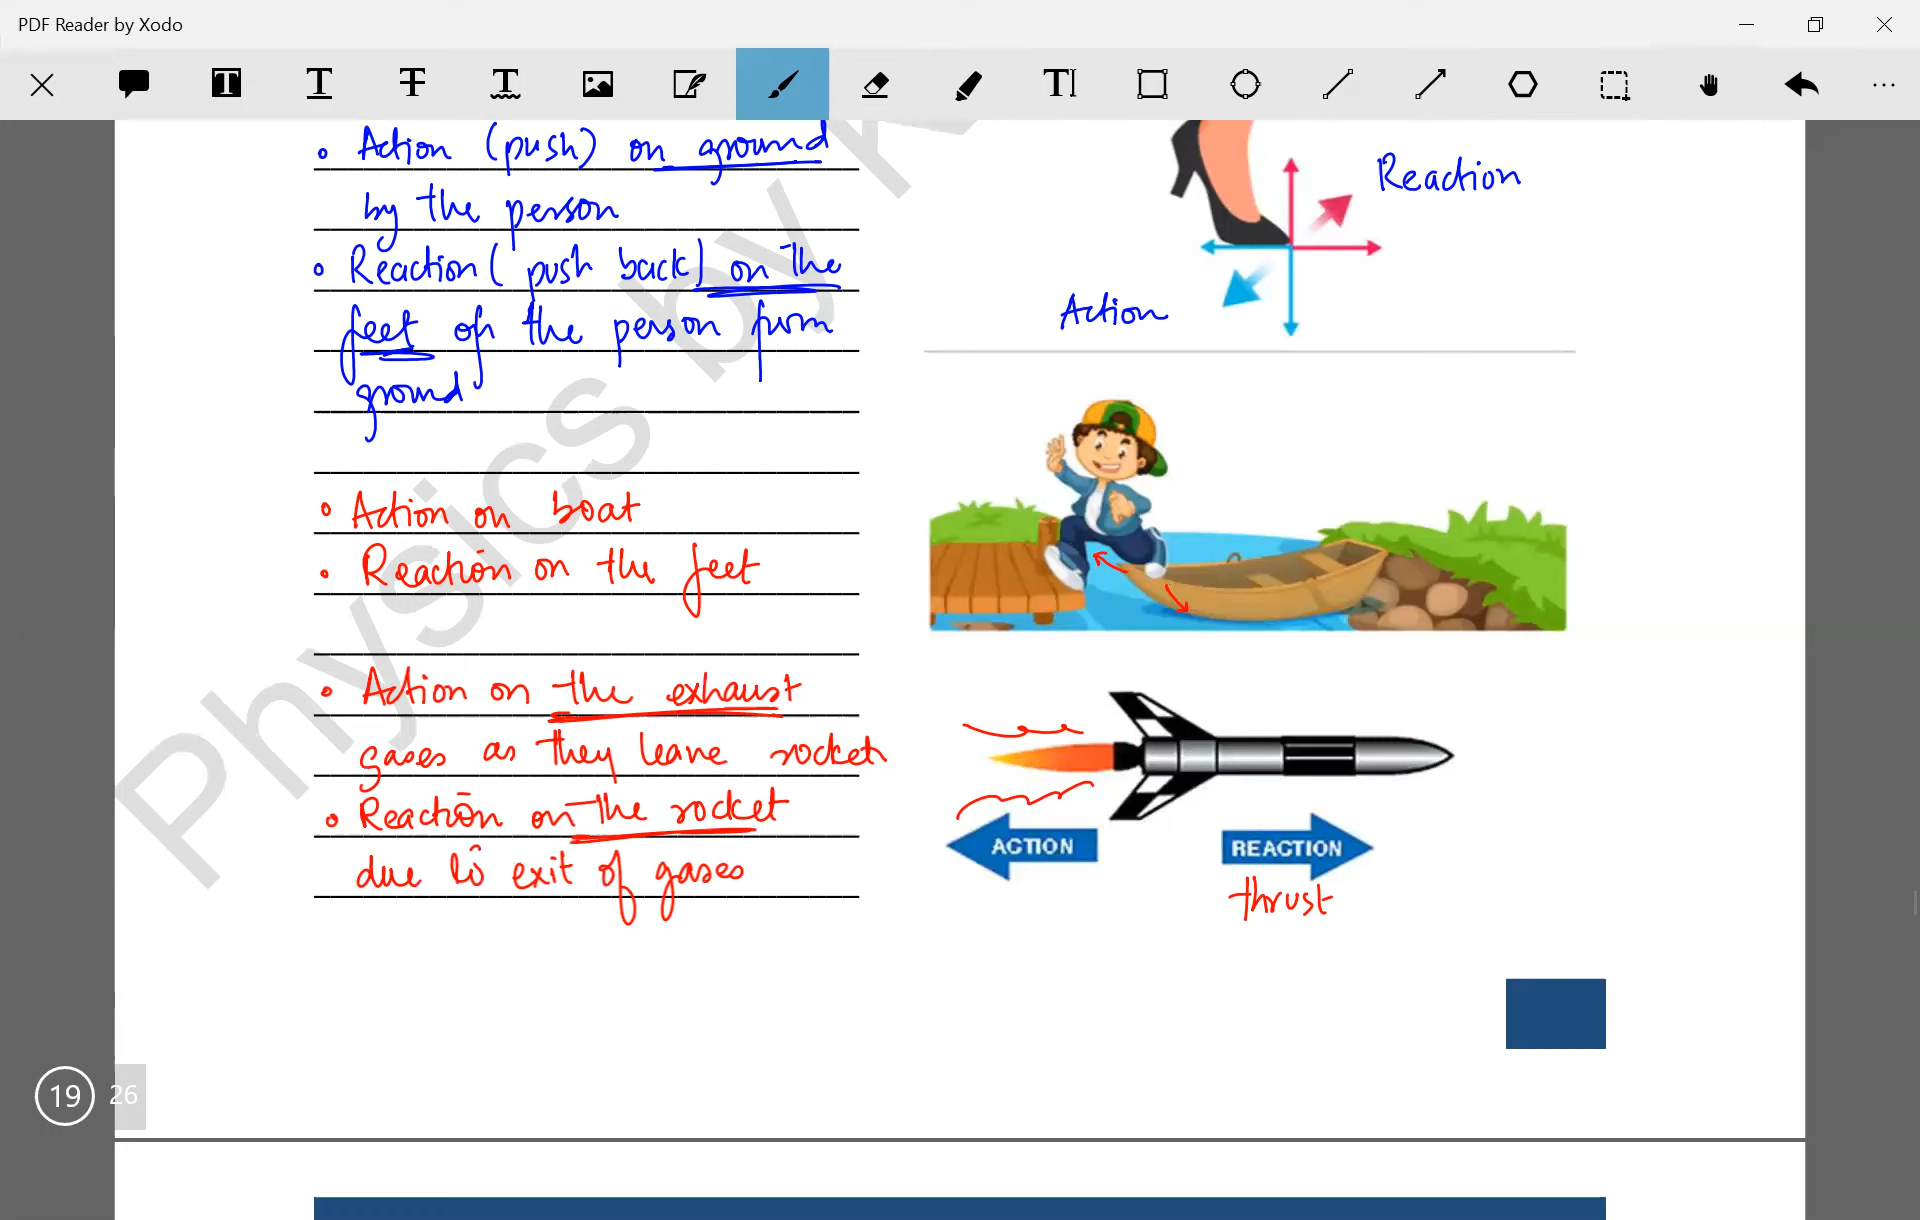 PDF Reader by Xodo
• Action (push) on ground
by the person
• Reaction (push back) on the
feet of the person from
ground
• Action on boat
• Reaction on the feet
• Action on the exhaust
gases as they leave rocket
• Reaction on the rocket
due to exit of gases
Reaction
Action
ACTION
REACTION
thrust
Physics by
19
26